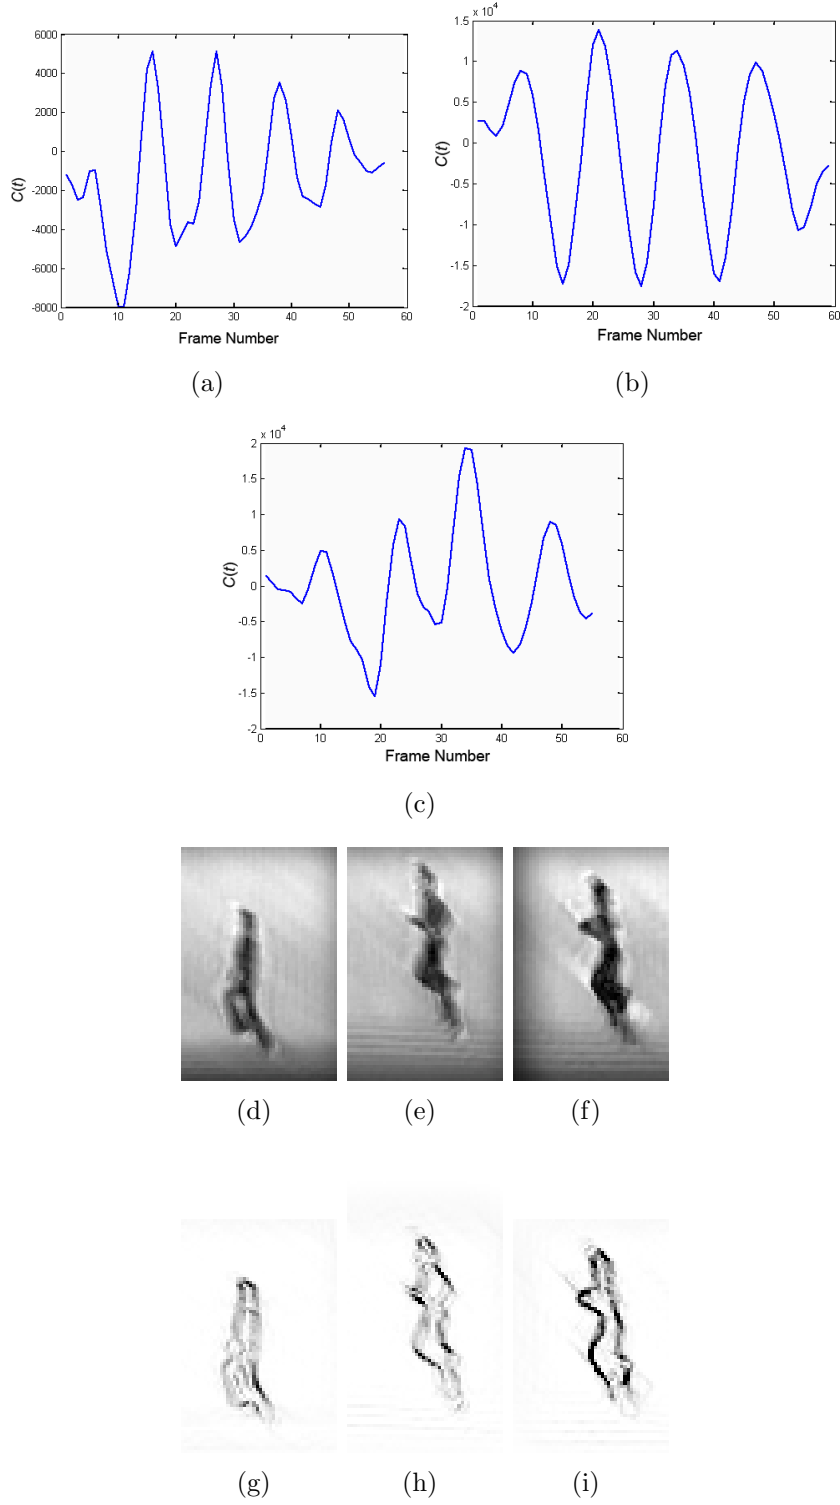 6000
4000
2000
0
-2000
-4000
-6000
-8000
0 10 20 30 40 50 60
C(t)
Frame Number
(a)
x 10^4
1.5
1
0.5
0
-0.5
-1
-1.5
-2
0 10 20 30 40 50 60
C(t)
Frame Number
(b)
x 10^4
2
1.5
1
0.5
0
-0.5
-1
-1.5
-2
0 10 20 30 40 50 60
C(t)
Frame Number
(c)
(d) (e) (f)
(g) (h) (i)